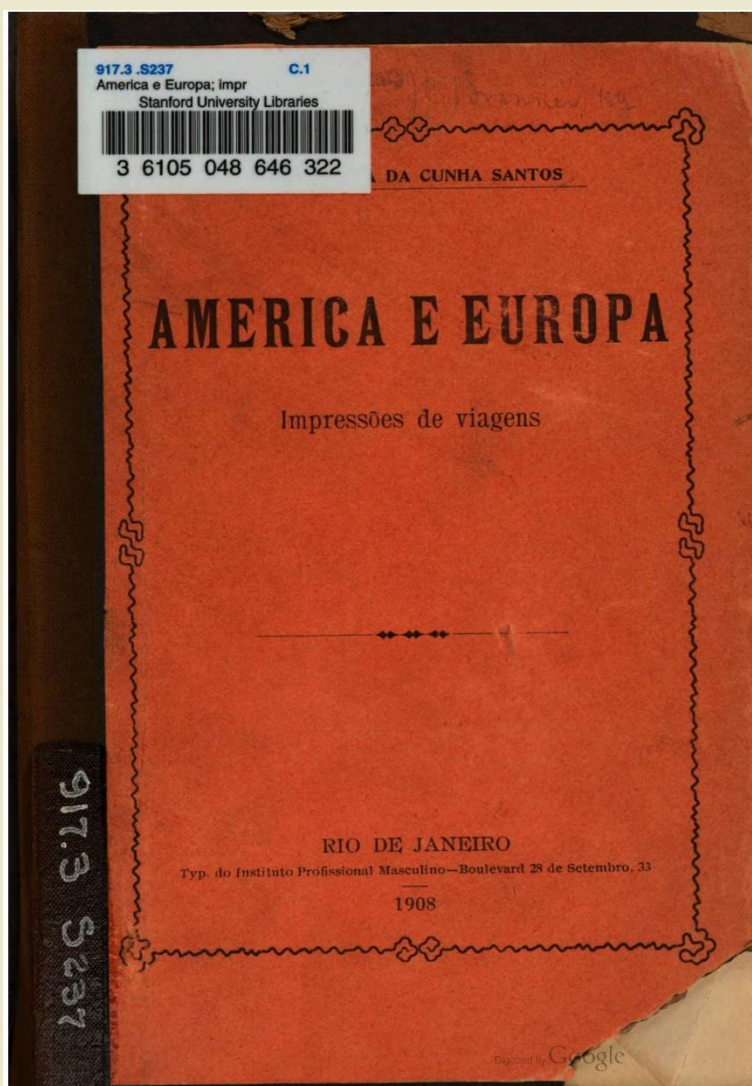 917.3 .S237 C.1
America e Europa; impr
Stanford University Libraries
3 6105 048 646 322
DA CUNHA SANTOS
AMERICA E EUROPA
Impressões de viagens
RIO DE JANEIRO
Typ. do Instituto Profissional Masculino—Boulevard 28 de Setembro, 33
1908
917.3 S237
Digitized by Google